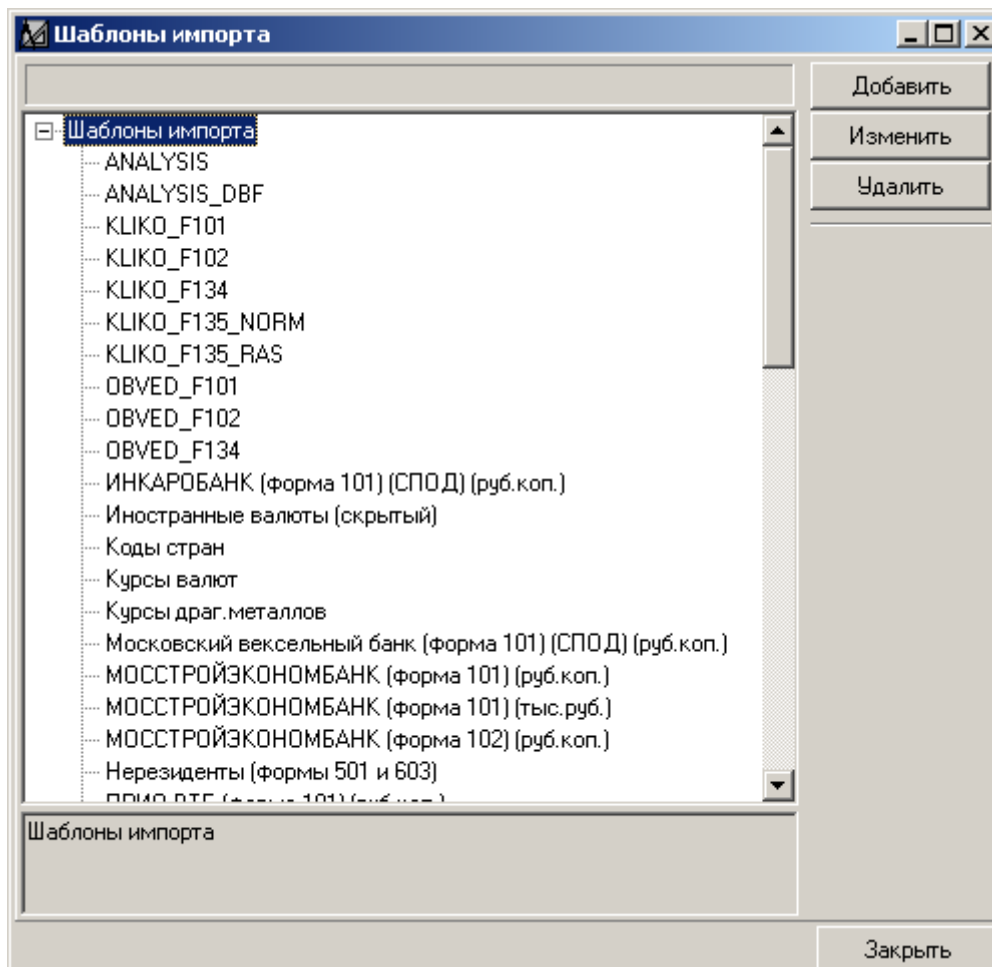 Шаблоны импорта
Добавить
Изменить
Удалить
Шаблоны импорта
ANALYSIS
ANALYSIS_DBF
KLIKO_F101
KLIKO_F102
KLIKO_F134
KLIKO_F135_NORM
KLIKO_F135_RAS
OBVED_F101
OBVED_F102
OBVED_F134
ИНКАРОБАНК (форма 101) (СПОД) (руб.коп.)
Иностранные валюты (скрытый)
Коды стран
Курсы валют
Курсы драг.металлов
Московский вексельный банк (форма 101) (СПОД) (руб.коп.)
МОССТРОЙЭКОНОМБАНК (форма 101) (руб.коп.)
МОССТРОЙЭКОНОМБАНК (форма 101) (тыс.руб.)
МОССТРОЙЭКОНОМБАНК (форма 102) (руб.коп.)
Нерезиденты (формы 501 и 603)
Шаблоны импорта
Закрыть